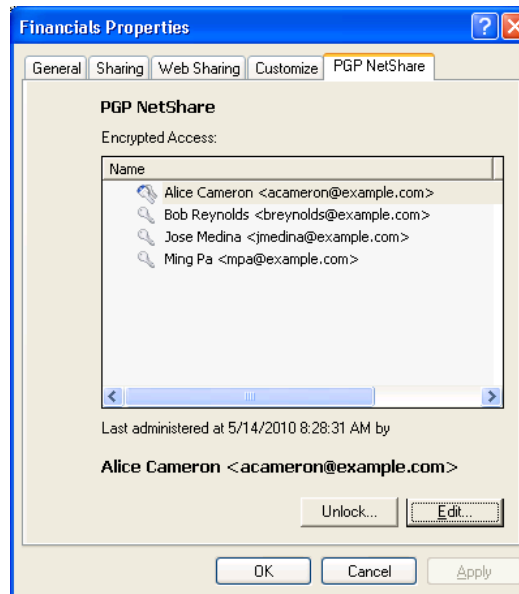 Financials Properties
General Sharing Web Sharing Customize PGP NetShare
PGP NetShare
Encrypted Access:
Name
Alice Cameron <acameron@example.com>
Bob Reynolds <breynolds@example.com>
Jose Medina <jmedina@example.com>
Ming Pa <mpa@example.com>
Last administered at 5/14/2010 8:28:31 AM by
Alice Cameron <acameron@example.com>
Unlock... Edit...
OK Cancel Apply